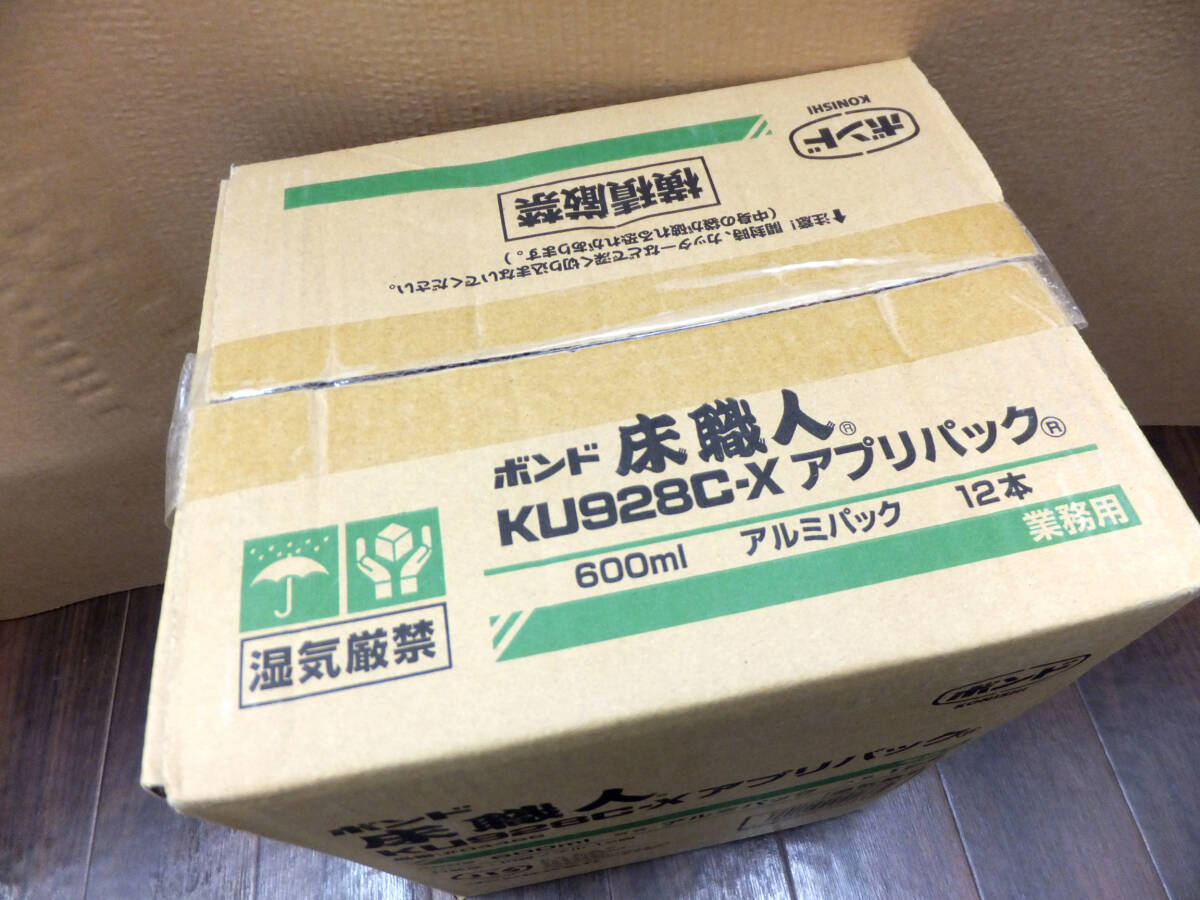 ボンド
KONISHI
横積厳禁
↑注意! 開封時、カッターなどで深く切り込まないでください。
(中身の袋が破れる恐れがあります。)
ボンド 床職人®
KU928C-X アプリパック®
600ml アルミパック 12本
業務用
湿気厳禁
ボンド
KONISHI
ボンド
床職人
KU928C-X アプリパック
600ml